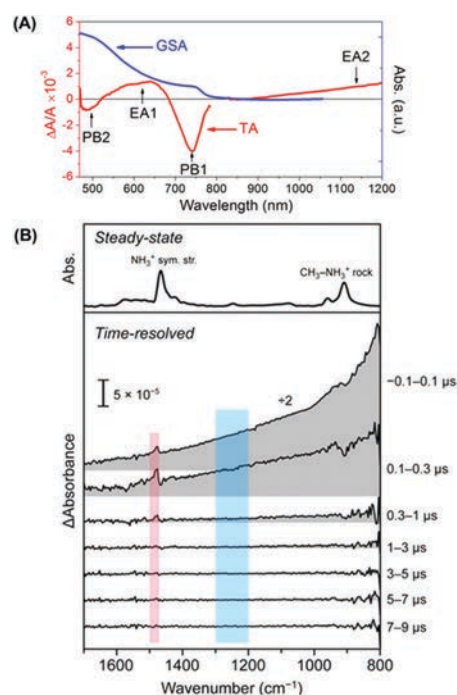 (A)
GSA
TA
EA1
EA2
PB2
PB1
6
4
2
0
-2
-4
-6
ΔA/A ×10⁻³
Abs. (a.u.)
500 600 700 800 900 1000 1100 1200
Wavelength (nm)
(B)
Steady-state
Abs.
NH₃⁺ sym. str.
CH₃–NH₃⁺ rock
Time-resolved
5 × 10⁻⁵
÷2
ΔAbsorbance
−0.1–0.1 μs
0.1–0.3 μs
0.3–1 μs
1–3 μs
3–5 μs
5–7 μs
7–9 μs
1600 1400 1200 1000 800
Wavenumber (cm⁻¹)